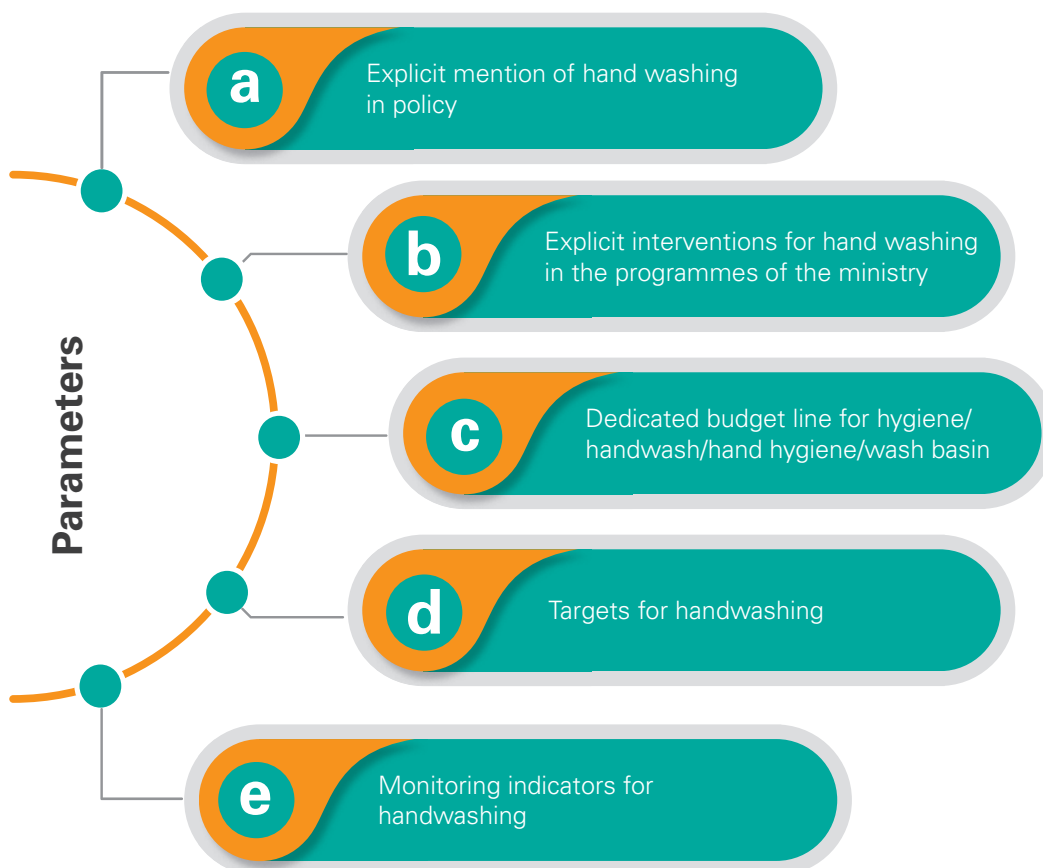 Parameters
a
Explicit mention of hand washing
in policy
b
Explicit interventions for hand washing
in the programmes of the ministry
c
Dedicated budget line for hygiene/
handwash/hand hygiene/wash basin
d
Targets for handwashing
e
Monitoring indicators for
handwashing